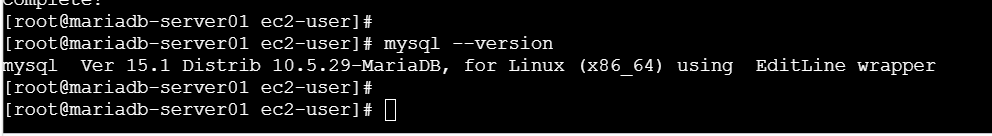 Complete!
[root@mariadb-server01 ec2-user]#
[root@mariadb-server01 ec2-user]# mysql --version
mysql  Ver 15.1 Distrib 10.5.29-MariaDB, for Linux (x86_64) using  EditLine wrapper
[root@mariadb-server01 ec2-user]#
[root@mariadb-server01 ec2-user]#